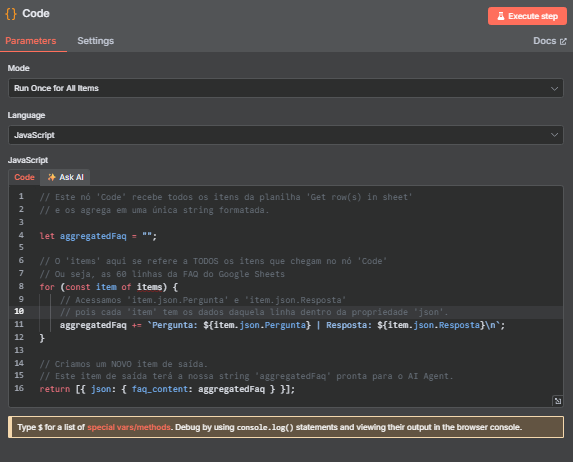 {} Code
Execute step
Parameters Settings Docs
Mode
Run Once for All Items
Language
JavaScript
JavaScript
Code ✨ Ask AI
1 // Este nó 'Code' recebe todos os itens da planilha 'Get row(s) in sheet'
2 // e os agrega em uma única string formatada.
3
4 let aggregatedFaq = "";
5
6 // O 'items' aqui se refere a TODOS os itens que chegam no nó 'Code'
7 // Ou seja, as 60 linhas da FAQ do Google Sheets
8 for (const item of items) {
9 // Acessamos 'item.json.Pergunta' e 'item.json.Resposta'
10 // pois cada 'item' tem os dados daquela linha dentro da propriedade 'json'.
11 aggregatedFaq += `Pergunta: ${item.json.Pergunta} | Resposta: ${item.json.Resposta}\n`;
12 }
13
14 // Criamos um NOVO item de saída.
15 // Este item de saída terá a nossa string 'aggregatedFaq' pronta para o AI Agent.
16 return [{ json: { faq_content: aggregatedFaq } }];
Type $ for a list of special vars/methods. Debug by using console.log() statements and viewing their output in the browser console.